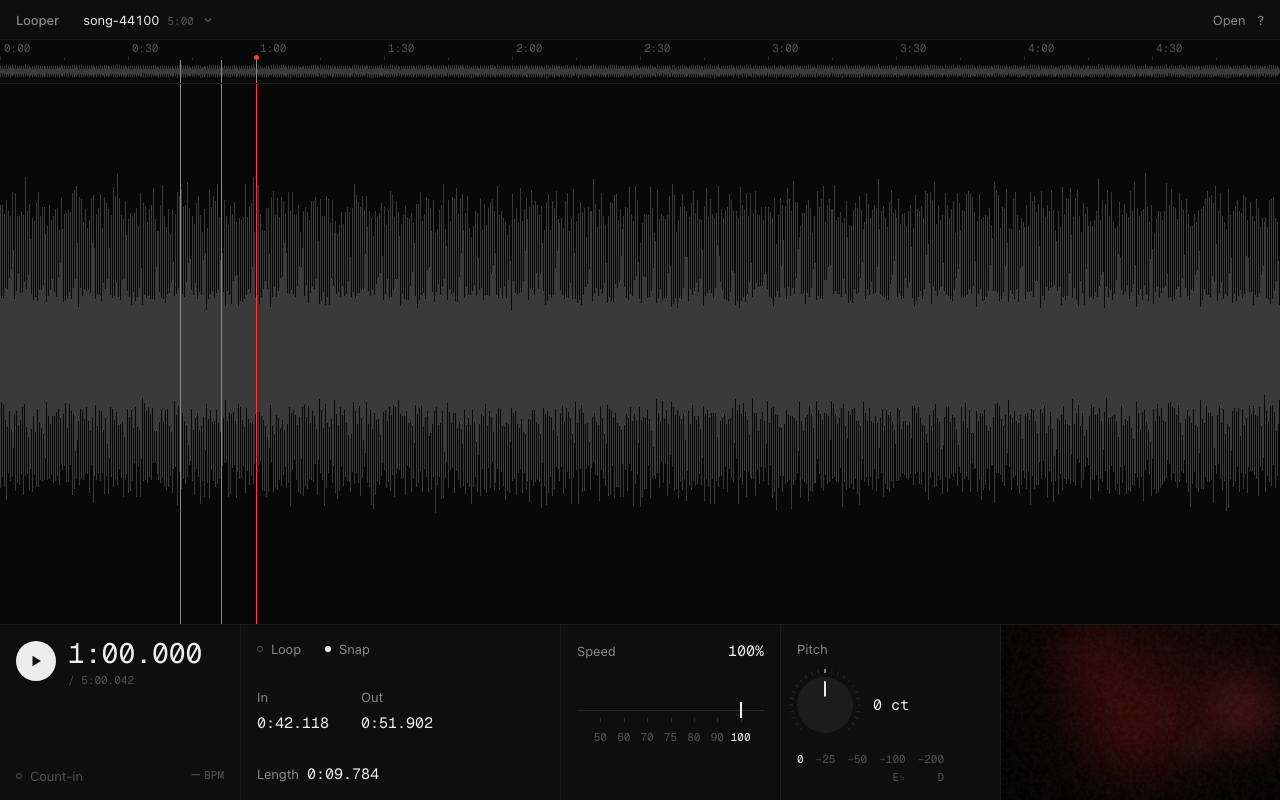 Looper song-44100 5:00 Open ?
0:00 0:30 1:00 1:30 2:00 2:30 3:00 3:30 4:00 4:30
1:00.000
/ 5:00.042
Count-in — BPM
Loop Snap
In Out
0:42.118 0:51.902
Length 0:09.784
Speed 100%
50 60 70 75 80 90 100
Pitch
0 ct
0 −25 −50 −100 −200
E♭ D